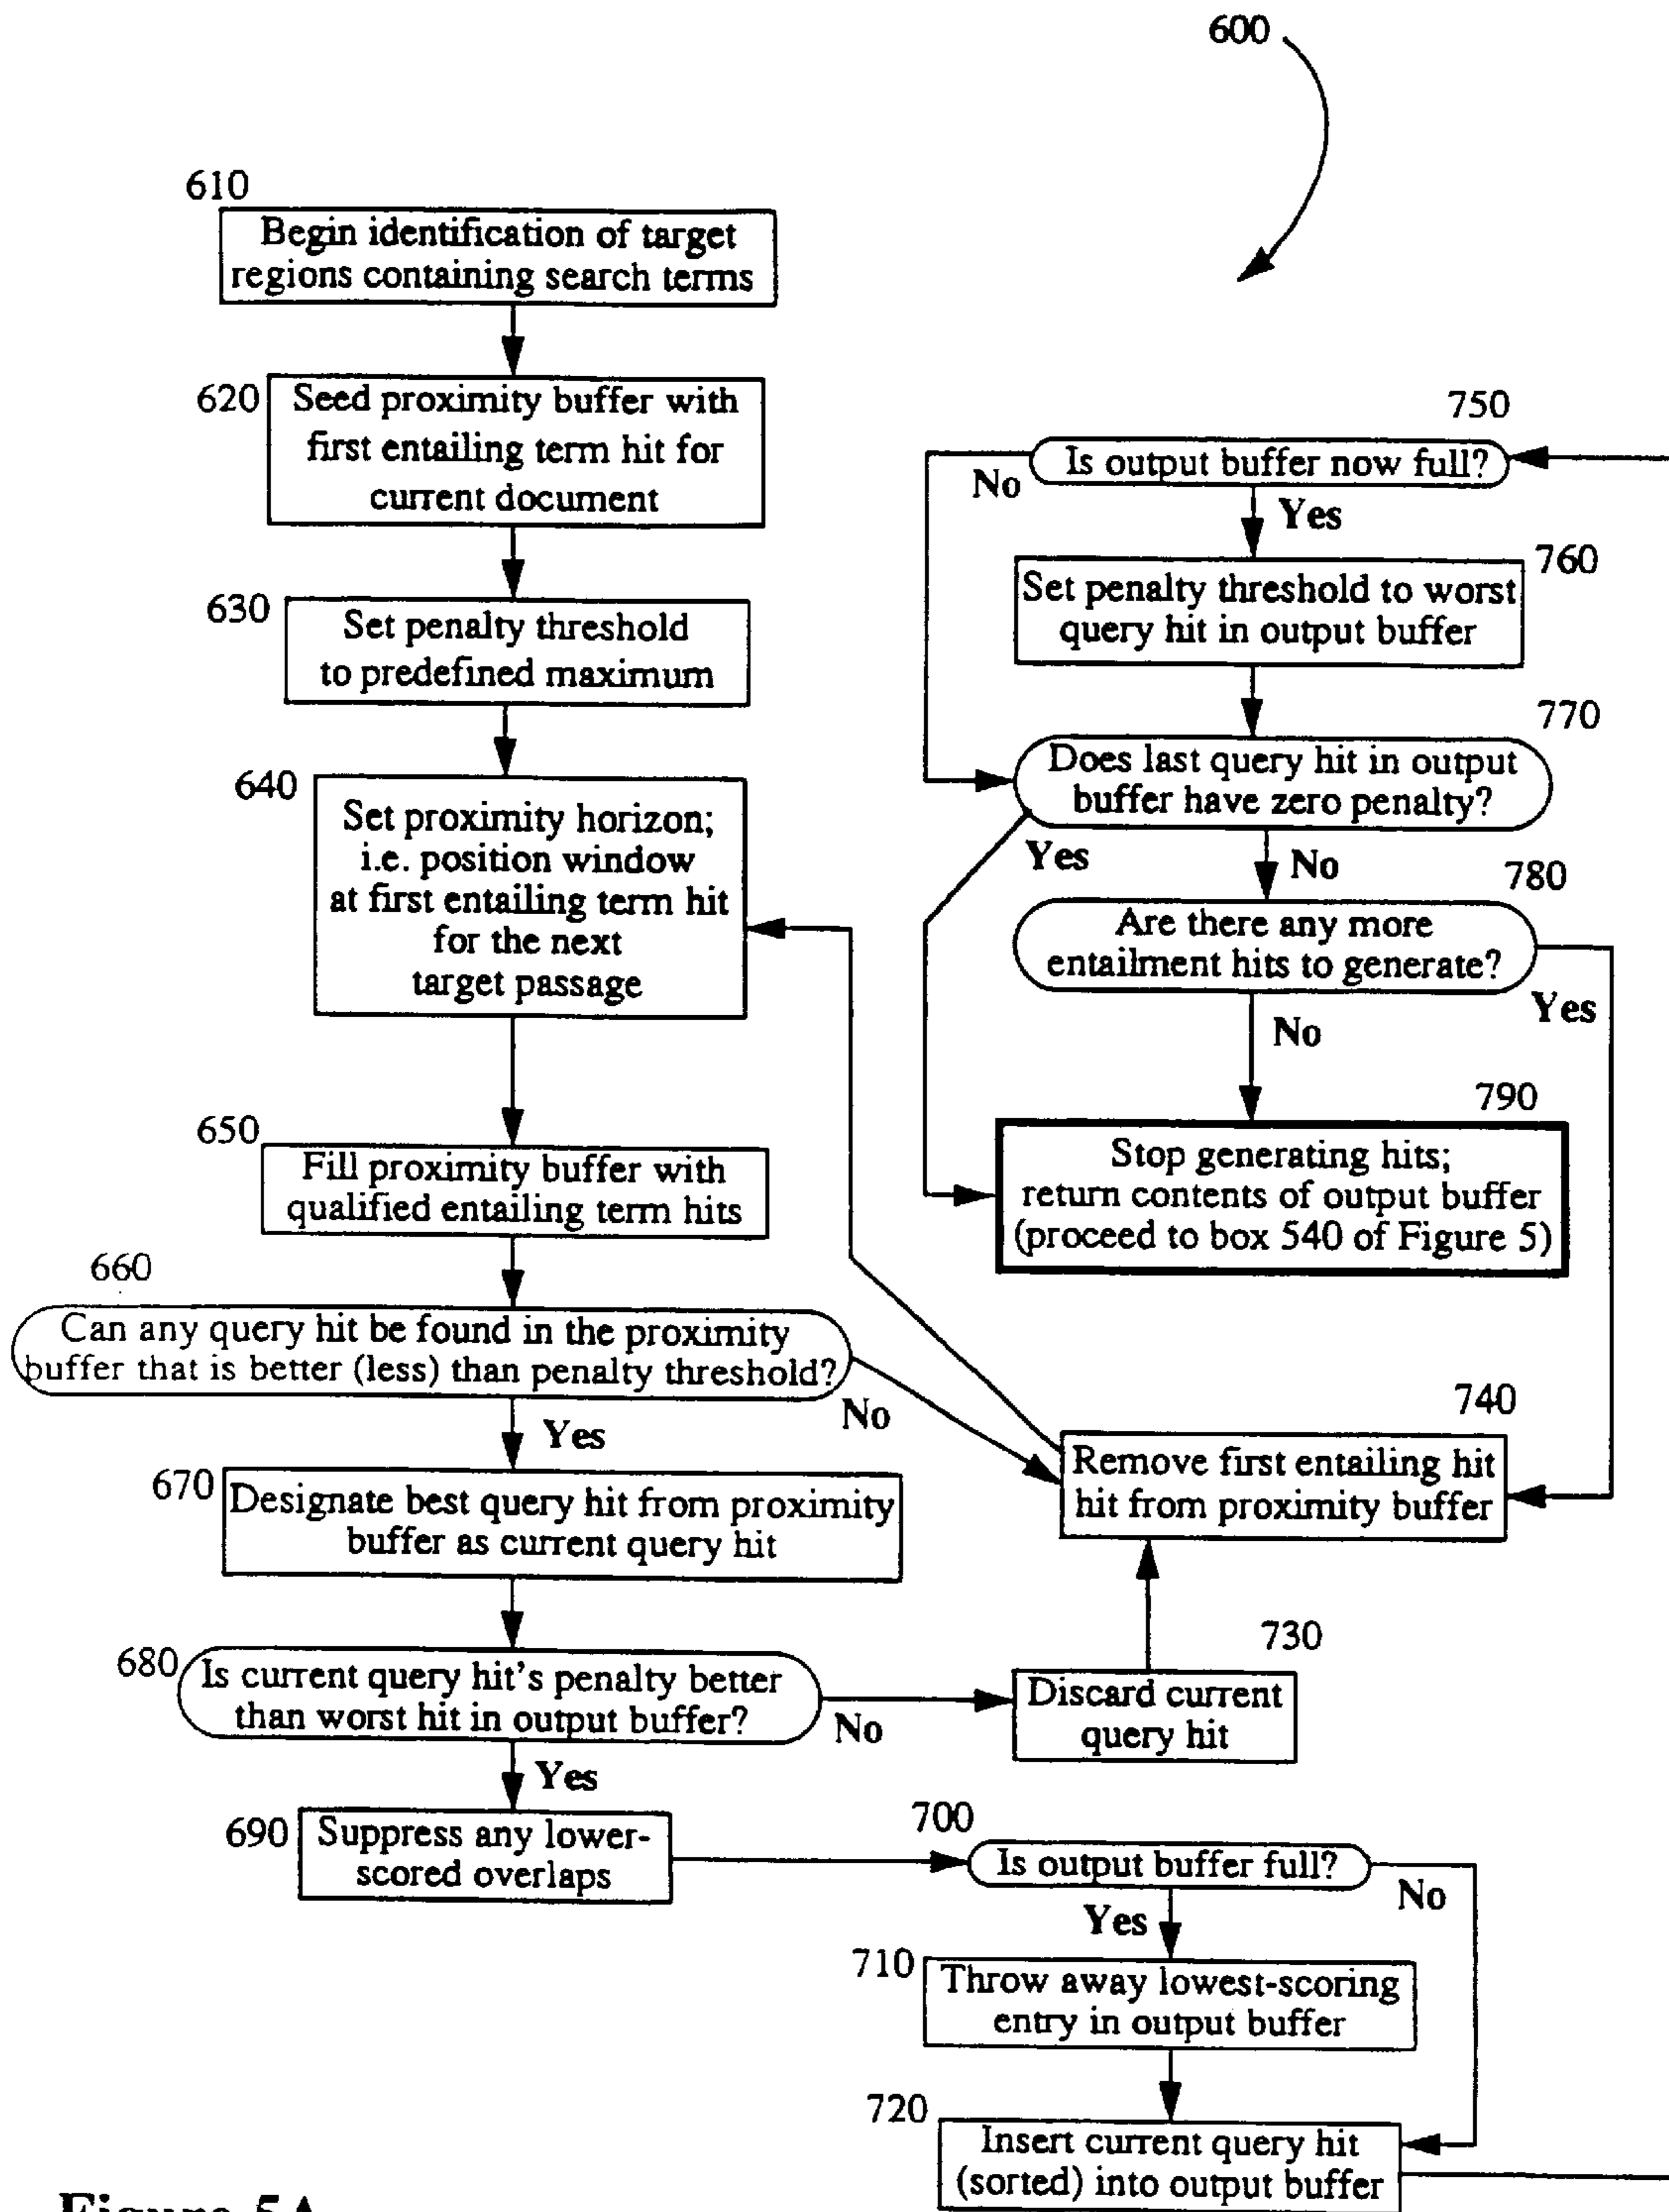 600
610
Begin identification of target
regions containing search terms
620
Seed proximity buffer with
first entailing term hit for
current document
630
Set penalty threshold
to predefined maximum
640
Set proximity horizon;
i.e. position window
at first entailing term hit
for the next
target passage
650
Fill proximity buffer with
qualified entailing term hits
660
Can any query hit be found in the proximity
buffer that is better (less) than penalty threshold?
No
Yes
670
Designate best query hit from proximity
buffer as current query hit
680
Is current query hit's penalty better
than worst hit in output buffer?
No
Yes
690
Suppress any lower-
scored overlaps
700
Is output buffer full?
No
Yes
710
Throw away lowest-scoring
entry in output buffer
720
Insert current query hit
(sorted) into output buffer
730
Discard current
query hit
740
Remove first entailing hit
hit from proximity buffer
750
Is output buffer now full?
No
Yes
760
Set penalty threshold to worst
query hit in output buffer
770
Does last query hit in output
buffer have zero penalty?
Yes
No
780
Are there any more
entailment hits to generate?
Yes
No
790
Stop generating hits;
return contents of output buffer
(proceed to box 540 of Figure 5)
Figure 5A